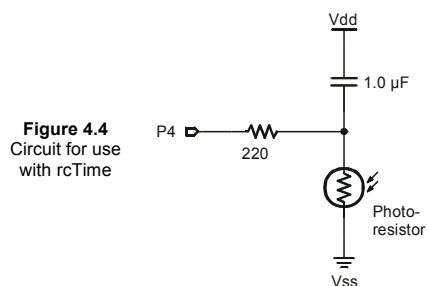 Vdd
1.0 µF
Figure 4.4
Circuit for use
with rcTime
P4
220
Photo-
resistor
Vss